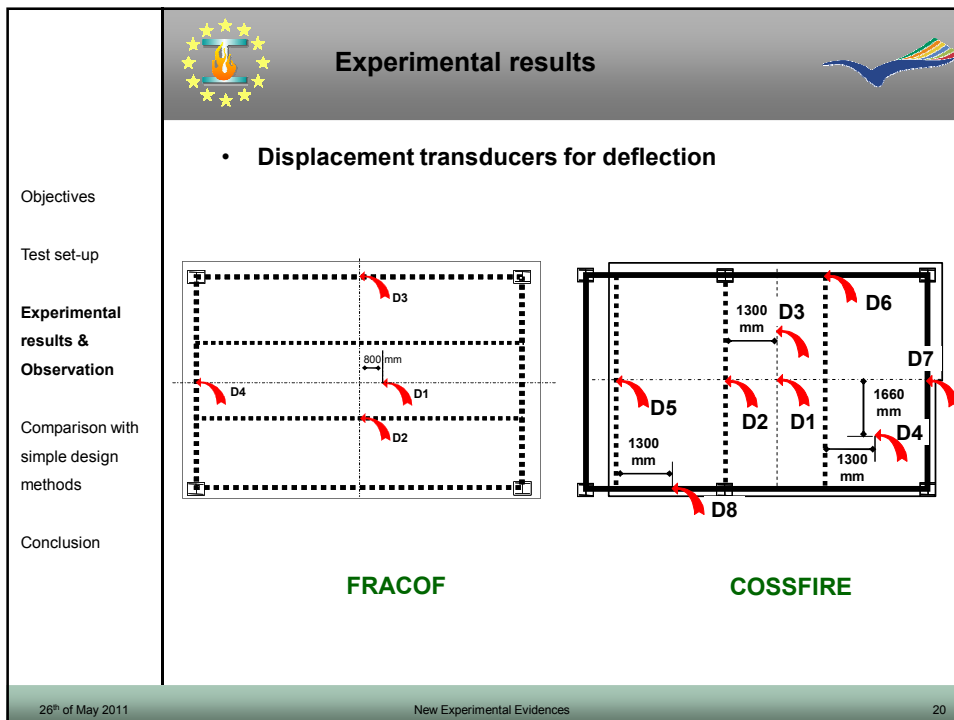 Experimental results
• Displacement transducers for deflection
Objectives
Test set-up
Experimental
results &
Observation
Comparison with
simple design
methods
Conclusion
D3
800 mm
D4
D1
D2
FRACOF
1300
mm
D3
D6
D7
D5
D2
D1
1660
mm
D4
1300
mm
1300
mm
D8
COSSFIRE
26th of May 2011
New Experimental Evidences
20